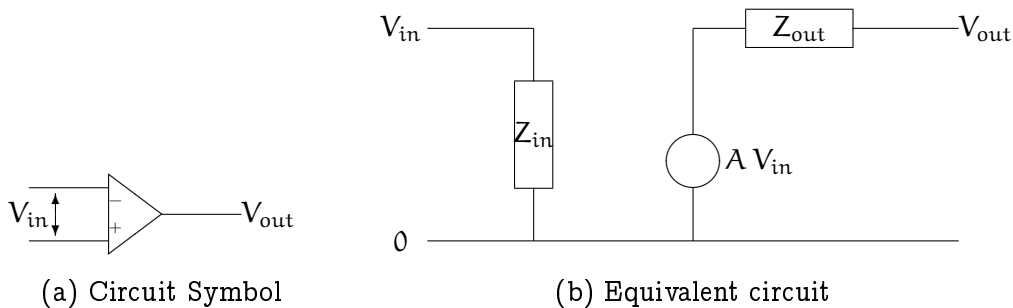 V_in
−
+
V_out
(a) Circuit Symbol
V_in
Z_out
V_out
Z_in
A V_in
0
(b) Equivalent circuit